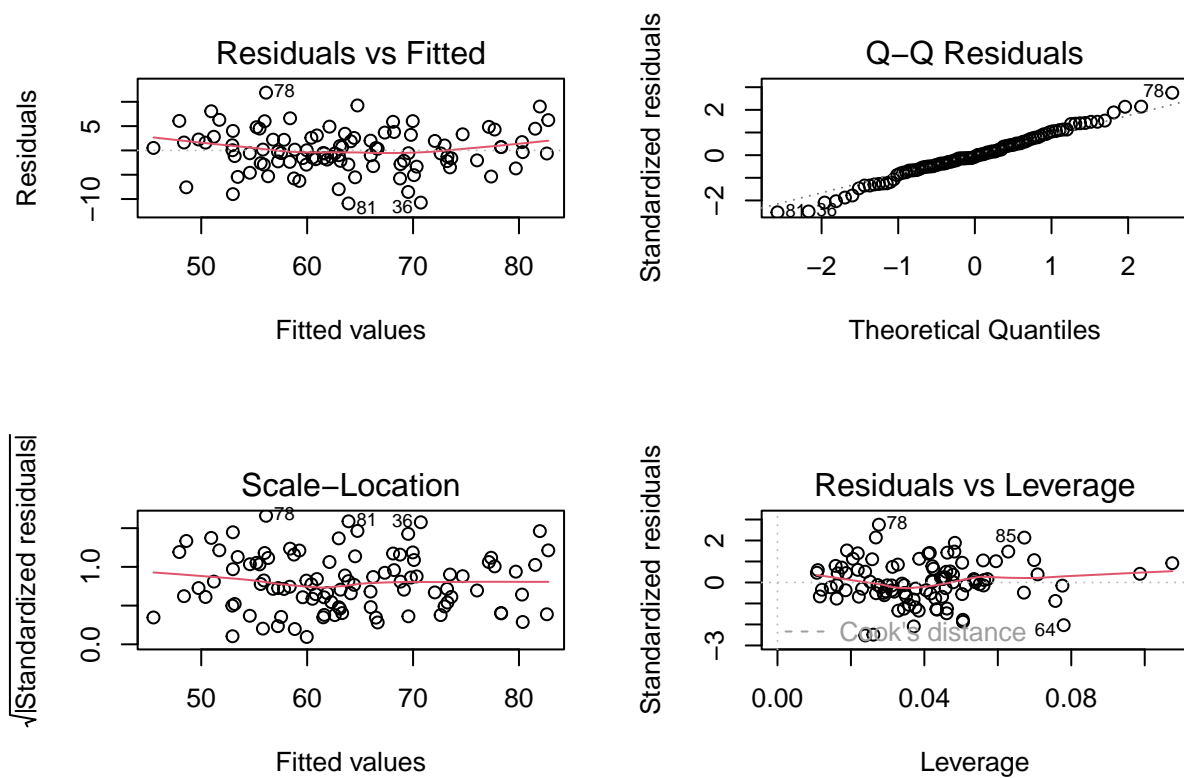 Residuals vs Fitted
Residuals
5
−10
78
81
36
50
60
70
80
Fitted values
Q−Q Residuals
Standardized residuals
2
0
−2
78
81
36
−2
−1
0
1
2
Theoretical Quantiles
Scale−Location
√|Standardized residuals|
1.0
0.0
78
81
36
50
60
70
80
Fitted values
Residuals vs Leverage
Standardized residuals
2
0
−3
78
85
64
Cook's distance
0.00
0.04
0.08
Leverage